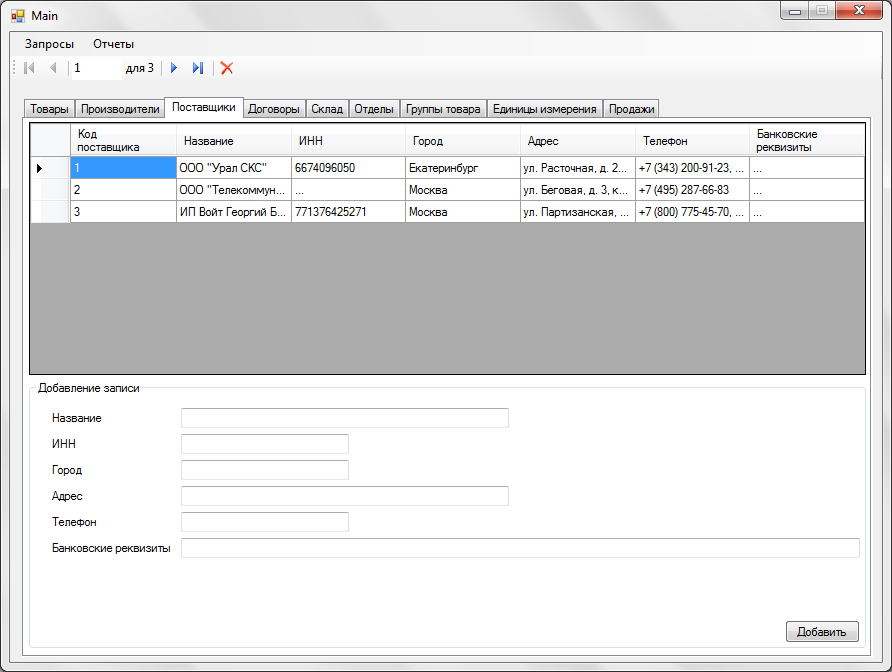 Main
Запросы Отчеты
1 для 3
Товары Производители Поставщики Договоры Склад Отделы Группы товара Единицы измерения Продажи
Код поставщика Название ИНН Город Адрес Телефон Банковские реквизиты
1 ООО "Урал СКС" 6674096050 Екатеринбург ул. Расточная, д. 2... +7 (343) 200-91-23, ... ...
2 ООО "Телекоммун... ... Москва ул. Беговая, д. 3, к... +7 (495) 287-66-83 ...
3 ИП Войт Георгий Б... 771376425271 Москва ул. Партизанская, ... +7 (800) 775-45-70, ... ...
Добавление записи
Название
ИНН
Город
Адрес
Телефон
Банковские реквизиты
Добавить